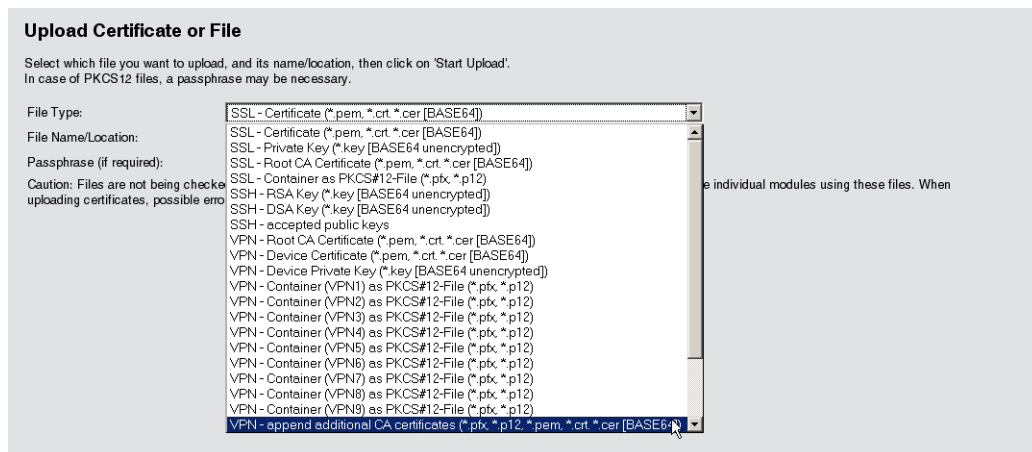 Upload Certificate or File
Select which file you want to upload, and its name/location, then click on 'Start Upload'.
In case of PKCS12 files, a passphrase may be necessary.
File Type:
SSL - Certificate (*.pem, *.crt. *.cer [BASE64])
File Name/Location:
Passphrase (if required):
Caution: Files are not being checke
e individual modules using these files. When
uploading certificates, possible erro
SSL - Certificate (*.pem, *.crt. *.cer [BASE64])
SSL - Private Key (*.key [BASE64 unencrypted])
SSL - Root CA Certificate (*.pem, *.crt. *.cer [BASE64])
SSL - Container as PKCS#12-File (*.pfx, *.p12)
SSH - RSA Key (*.key [BASE64 unencrypted])
SSH - DSA Key (*.key [BASE64 unencrypted])
SSH - accepted public keys
VPN - Root CA Certificate (*.pem, *.crt. *.cer [BASE64])
VPN - Device Certificate (*.pem, *.crt. *.cer [BASE64])
VPN - Device Private Key (*.key [BASE64 unencrypted])
VPN - Container (VPN1) as PKCS#12-File (*.pfx, *.p12)
VPN - Container (VPN2) as PKCS#12-File (*.pfx, *.p12)
VPN - Container (VPN3) as PKCS#12-File (*.pfx, *.p12)
VPN - Container (VPN4) as PKCS#12-File (*.pfx, *.p12)
VPN - Container (VPN5) as PKCS#12-File (*.pfx, *.p12)
VPN - Container (VPN6) as PKCS#12-File (*.pfx, *.p12)
VPN - Container (VPN7) as PKCS#12-File (*.pfx, *.p12)
VPN - Container (VPN8) as PKCS#12-File (*.pfx, *.p12)
VPN - Container (VPN9) as PKCS#12-File (*.pfx, *.p12)
VPN - append additional CA certificates (*.pfx, *.p12, *.pem, *.crt. *.cer [BASE64])